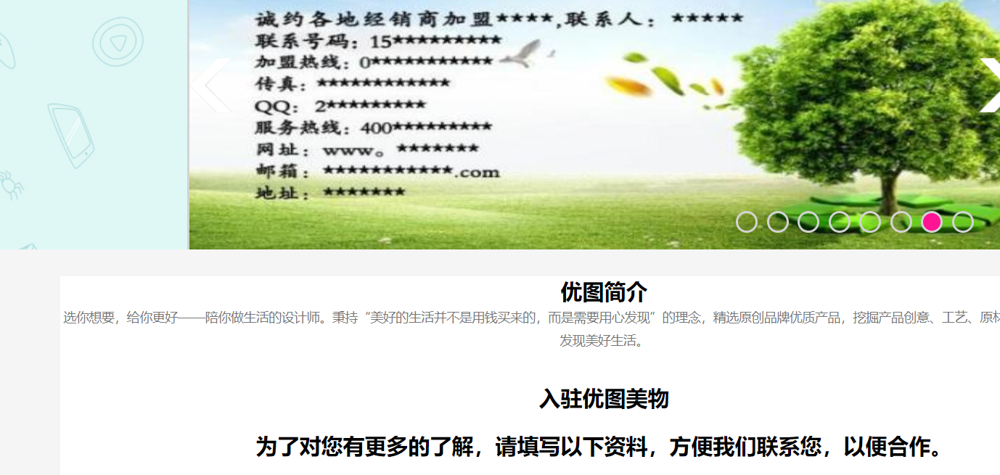 诚约各地经销商加盟****,联系人：*****
联系号码：15*********
加盟热线：0***********
传真：************
QQ： 2*********
服务热线：400*********
网址：www。*******
邮箱：***********.com
地址：*******
优图简介
选你想要，给你更好——陪你做生活的设计师。秉持“美好的生活并不是用钱买来的，而是需要用心发现”的理念，精选原创品牌优质产品，挖掘产品创意、工艺、原
发现美好生活。
入驻优图美物
为了对您有更多的了解，请填写以下资料，方便我们联系您，以便合作。